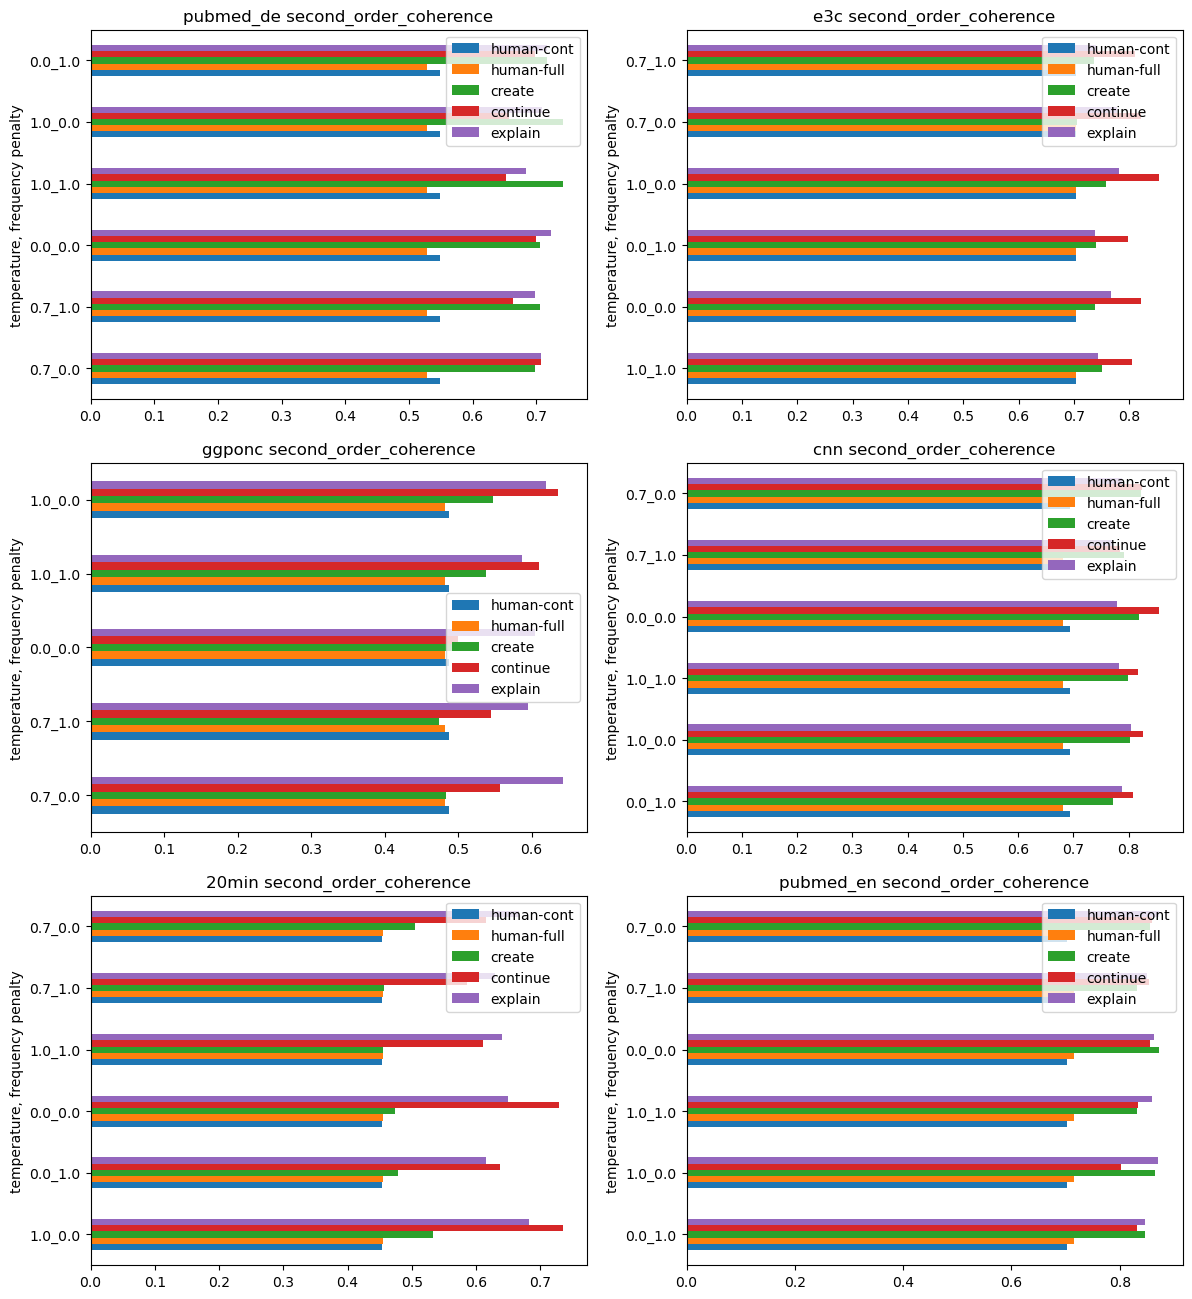 pubmed_de second_order_coherence
temperature, frequency penalty
0.0_1.0
1.0_0.0
1.0_1.0
0.0_0.0
0.7_1.0
0.7_0.0
human-cont
human-full
create
continue
explain
0.0 0.1 0.2 0.3 0.4 0.5 0.6 0.7
e3c second_order_coherence
temperature, frequency penalty
0.7_1.0
0.7_0.0
1.0_0.0
0.0_1.0
0.0_0.0
1.0_1.0
human-cont
human-full
create
continue
explain
0.0 0.1 0.2 0.3 0.4 0.5 0.6 0.7 0.8
ggponc second_order_coherence
temperature, frequency penalty
1.0_0.0
1.0_1.0
0.0_0.0
0.7_1.0
0.7_0.0
human-cont
human-full
create
continue
explain
0.0 0.1 0.2 0.3 0.4 0.5 0.6
cnn second_order_coherence
temperature, frequency penalty
0.7_0.0
0.7_1.0
0.0_0.0
1.0_1.0
1.0_0.0
0.0_1.0
human-cont
human-full
create
continue
explain
0.0 0.1 0.2 0.3 0.4 0.5 0.6 0.7 0.8
20min second_order_coherence
temperature, frequency penalty
0.7_0.0
0.7_1.0
1.0_1.0
0.0_0.0
0.0_1.0
1.0_0.0
human-cont
human-full
create
continue
explain
0.0 0.1 0.2 0.3 0.4 0.5 0.6 0.7
pubmed_en second_order_coherence
temperature, frequency penalty
0.7_0.0
0.7_1.0
0.0_0.0
1.0_1.0
1.0_0.0
0.0_1.0
human-cont
human-full
create
continue
explain
0.0 0.2 0.4 0.6 0.8